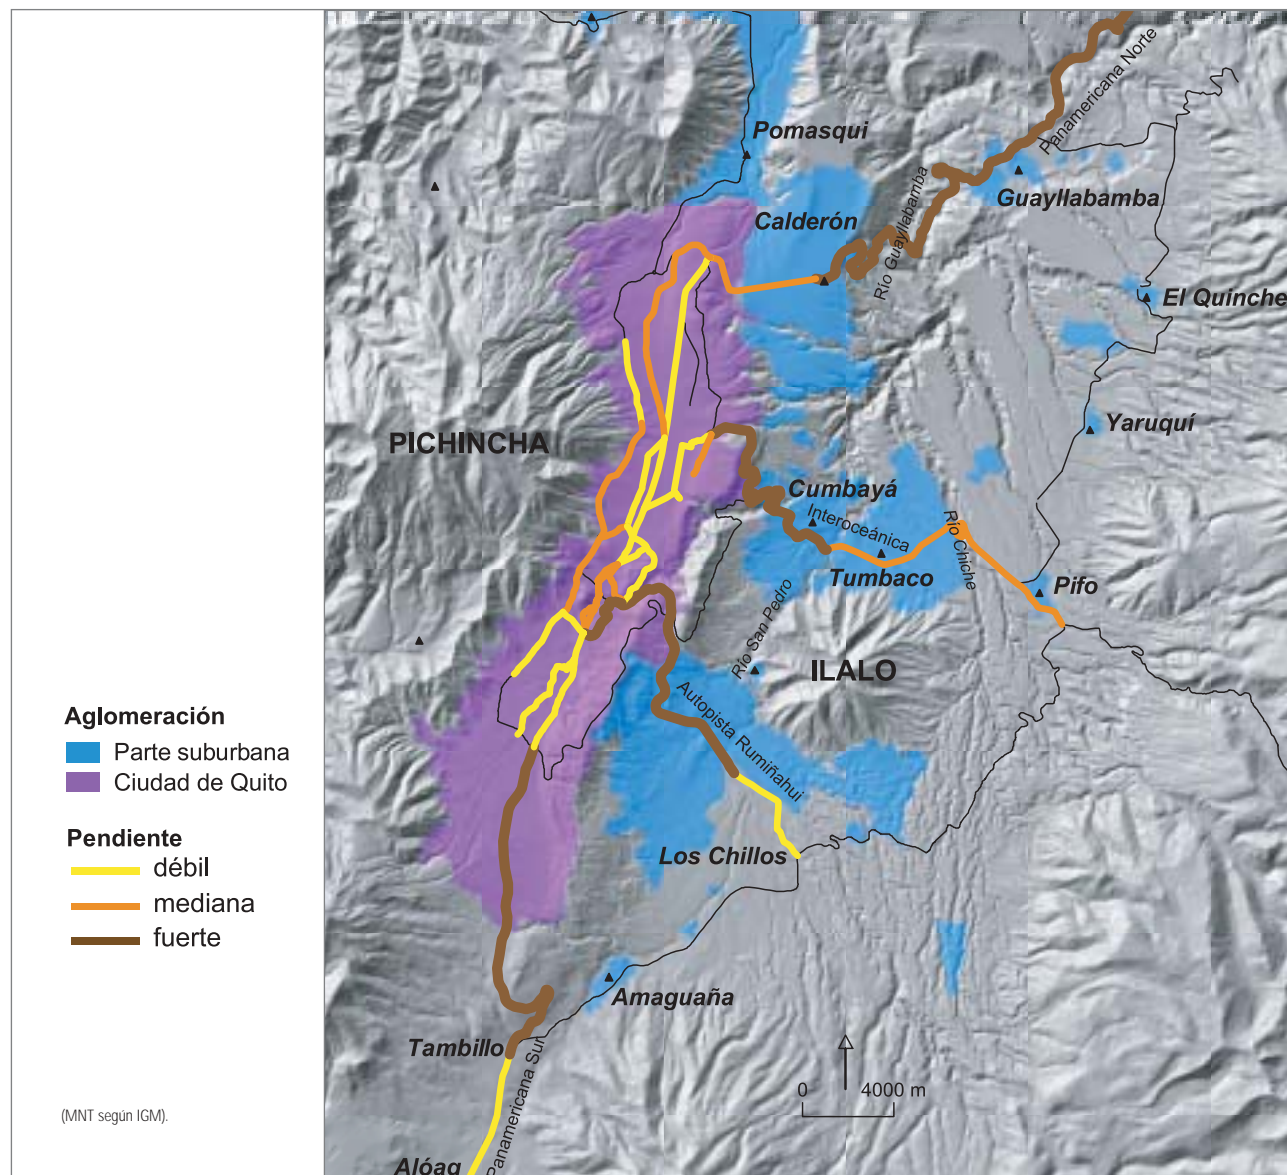 Panamericana Norte
Pomasqui
Guayllabamba
Calderón
Río Guayllabamba
El Quinche
Yaruquí
PICHINCHA
Cumbayá
Interoceánica
Río Chiche
Tumbaco
Pifo
Río San Pedro
ILALO
Autopista Rumiñahui
Los Chillos
Amaguaña
Tambillo
Panamericana Sur
Alóag
0 4000 m
Aglomeración
Parte suburbana
Ciudad de Quito
Pendiente
débil
mediana
fuerte
(MNT según IGM).